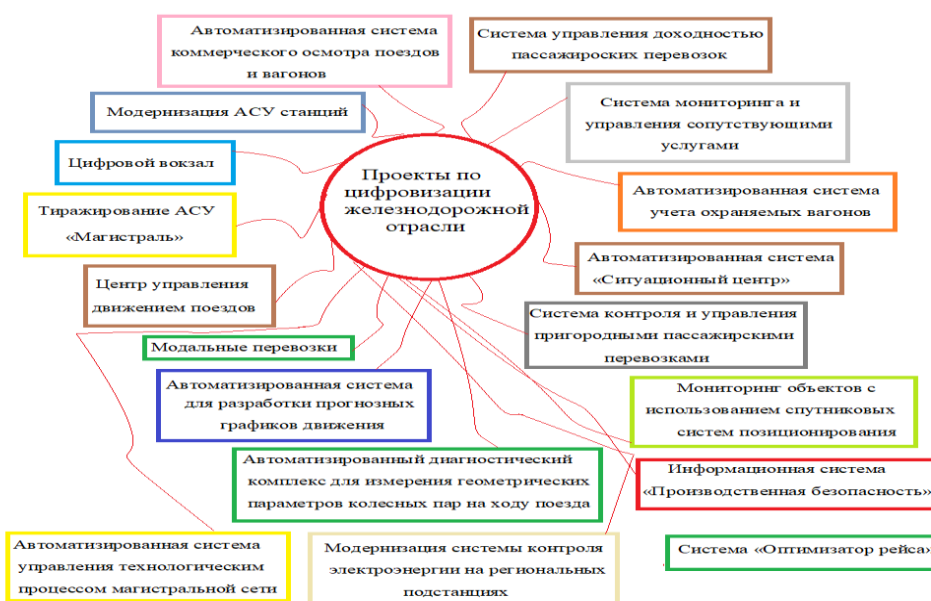 Автоматизированная система
коммерческого осмотра поездов
и вагонов
Система управления доходностью
пассажироских перевозок
Модернизация АСУ станций
Система мониторинга и
управления сопутствующими
услугами
Цифровой вокзал
Проекты по
цифровизации
железнодорожной
отрасли
Автоматизированная система
учета охраняемых вагонов
Тиражирование АСУ
«Магистраль»
Автоматизированная система
«Ситуационный центр»
Центр управления
движением поездов
Система контроля и управления
пригородными пассажирскими
перевозками
Модальные перевозки
Автоматизированная система
для разработки прогнозных
графиков движения
Мониторинг объектов с
использованием спутниковых
систем позиционирования
Автоматизированный диагностический
комплекс для измерения геометрических
параметров колесных пар на ходу поезда
Информационная система
«Производственная безопасность»
Автоматизированная система
управления технологическим
процессом магистральной сети
Модернизация системы контроля
электроэнергии на региональных
подстанциях
Система «Оптимизатор рейса»